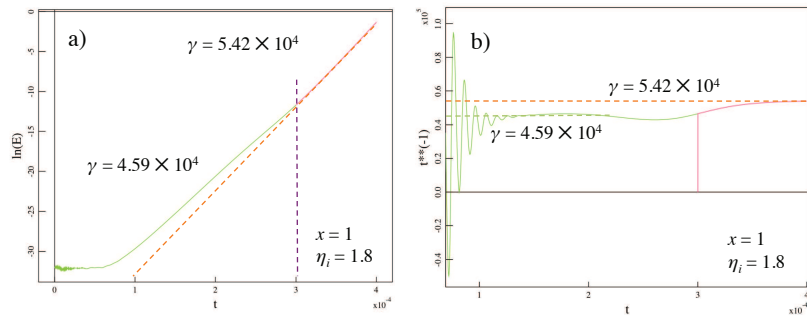 a)
γ = 5.42 × 10⁴
γ = 4.59 × 10⁴
x = 1
ηᵢ = 1.8
ln(E)
0
-5
-10
-15
-20
-25
-30
0
1
2
3
4
x10⁻⁴
t
b)
x10⁵
γ = 5.42 × 10⁴
γ = 4.59 × 10⁴
x = 1
ηᵢ = 1.8
t**(-1)
1.0
0.8
0.6
0.4
0.2
0.0
-0.2
-0.4
1
2
3
4
x10⁻⁴
t